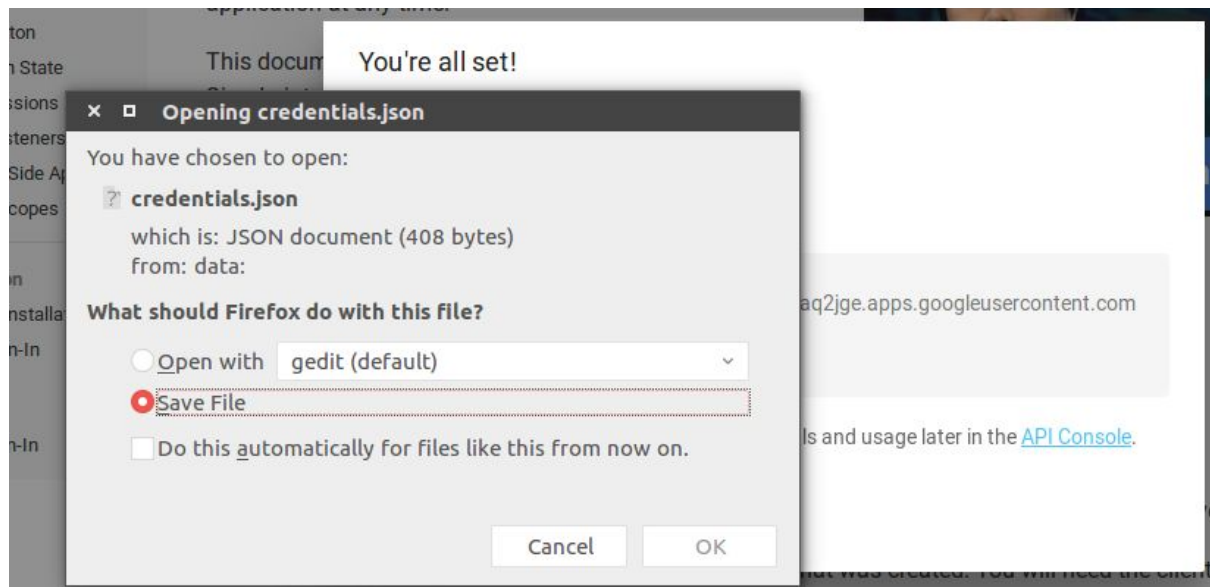 application at any time.
ton
n State
ssions
steners
Side Ap
copes
on
nstalla
n-In
n-In
This docum
You're all set!
Opening credentials.json
You have chosen to open:
credentials.json
which is: JSON document (408 bytes)
from: data:
What should Firefox do with this file?
Open with gedit (default)
Save File
Do this automatically for files like this from now on.
Cancel OK
aq2jge.apps.googleusercontent.com
ls and usage later in the API Console.
hat was created. You will need the client